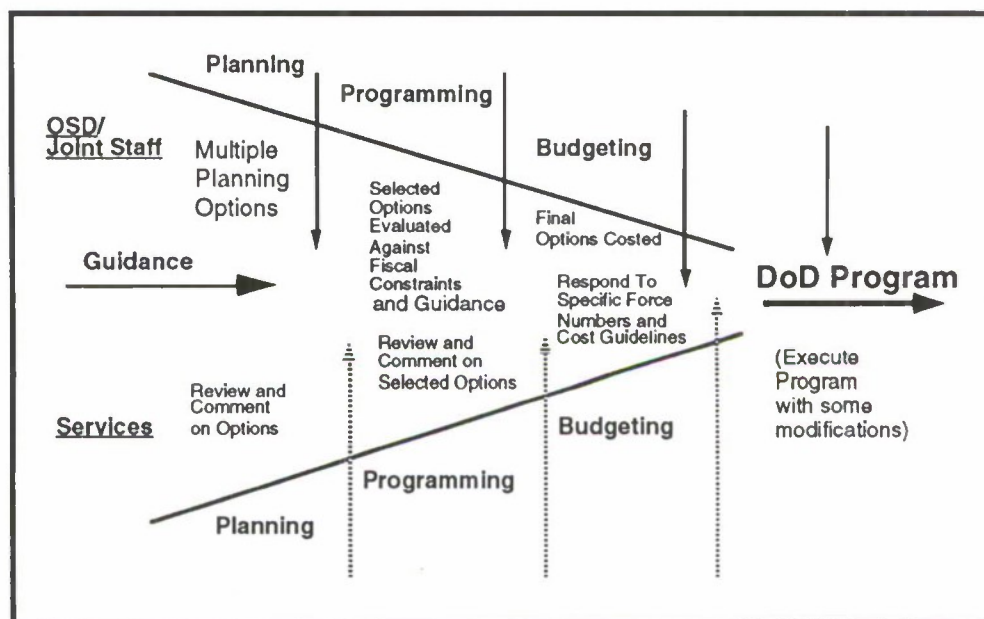 Planning
Programming
Budgeting
OSD/
Joint Staff
Multiple
Planning
Options
Selected
Options
Evaluated
Against
Fiscal
Constraints
and Guidance
Final
Options Costed
Guidance
DoD Program
Respond To
Specific Force
Numbers and
Cost Guidelines
Review and
Comment on
Selected Options
(Execute
Program
with some
modifications)
Services
Review and
Comment
on Options
Budgeting
Programming
Planning